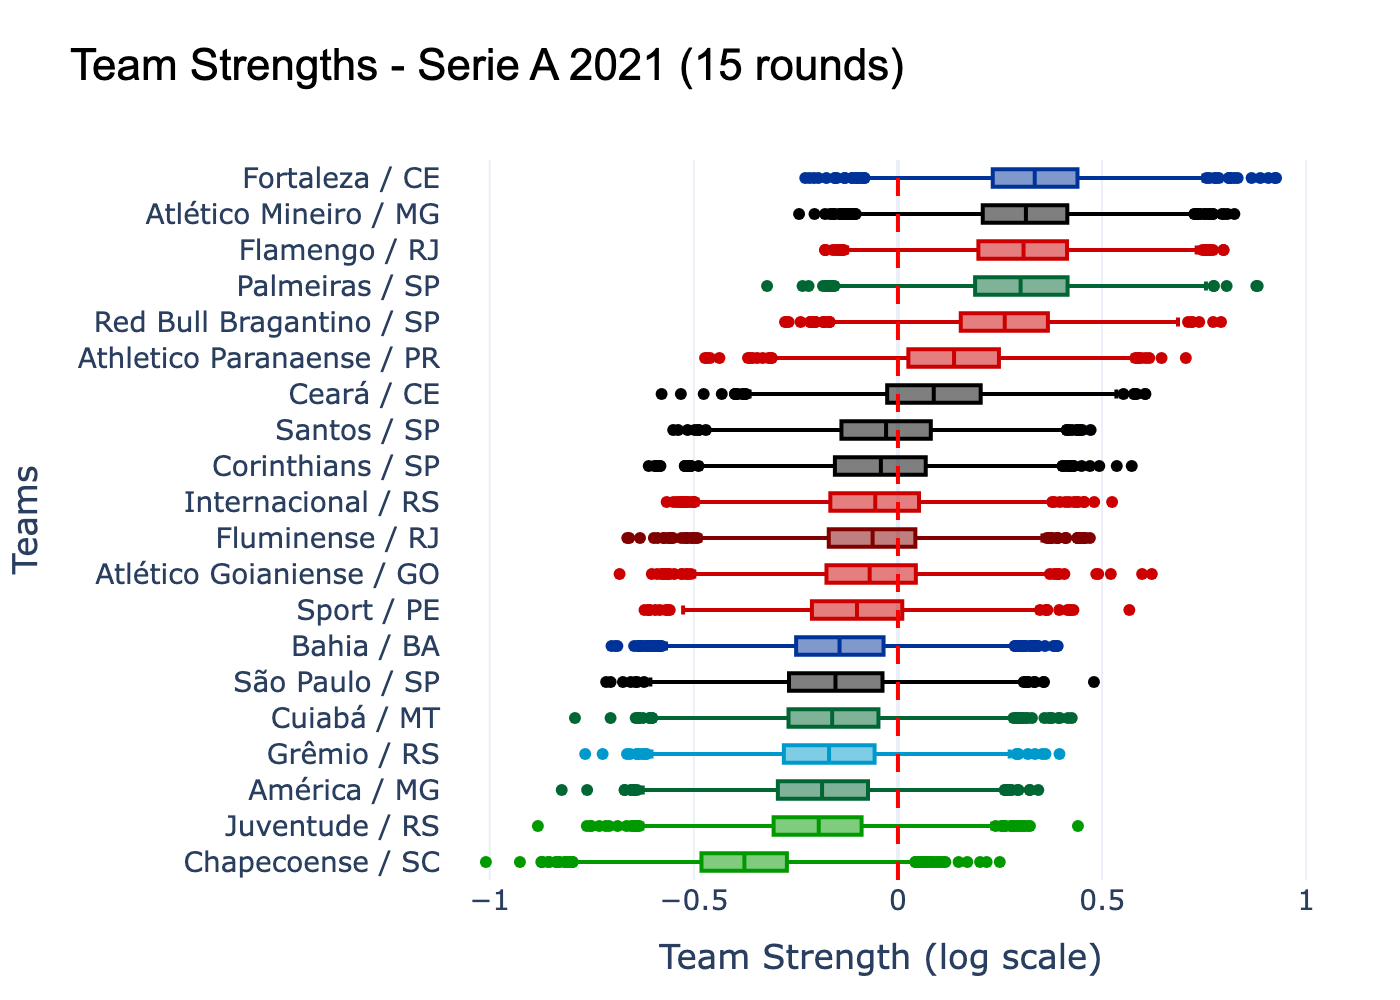 Team Strengths - Serie A 2021 (15 rounds)
Teams
Fortaleza / CE
Atlético Mineiro / MG
Flamengo / RJ
Palmeiras / SP
Red Bull Bragantino / SP
Athletico Paranaense / PR
Ceará / CE
Santos / SP
Corinthians / SP
Internacional / RS
Fluminense / RJ
Atlético Goianiense / GO
Sport / PE
Bahia / BA
São Paulo / SP
Cuiabá / MT
Grêmio / RS
América / MG
Juventude / RS
Chapecoense / SC
−1 −0.5 0 0.5 1
Team Strength (log scale)